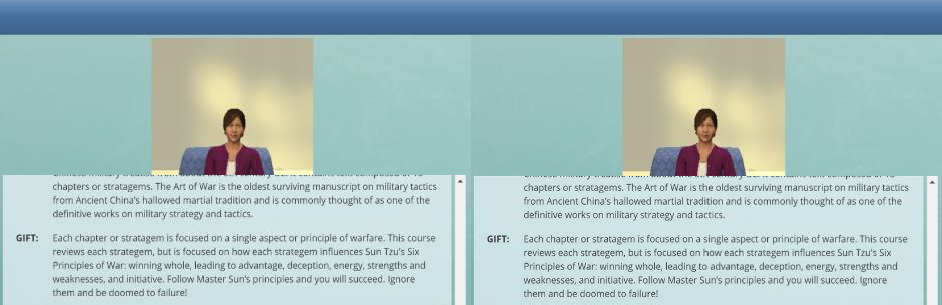 chapters or stratagems. The Art of War is the oldest surviving manuscript on military tactics
from Ancient China's hallowed martial tradition and is commonly thought of as one of the
definitive works on military strategy and tactics.
GIFT: Each chapter or stratagem is focused on a single aspect or principle of warfare. This course
reviews each strategem, but is focused on how each strategem influences Sun Tzu's Six
Principles of War: winning whole, leading to advantage, deception, energy, strengths and
weaknesses, and initiative. Follow Master Sun's principles and you will succeed. Ignore
them and be doomed to failure!
chapters or stratagems. The Art of War is the oldest surviving manuscript on military tactics
from Ancient China's hallowed martial tradition and is commonly thought of as one of the
definitive works on military strategy and tactics.
GIFT: Each chapter or stratagem is focused on a single aspect or principle of warfare. This course
reviews each strategem, but is focused on how each strategem influences Sun Tzu's Six
Principles of War: winning whole, leading to advantage, deception, energy, strengths and
weaknesses, and initiative. Follow Master Sun's principles and you will succeed. Ignore
them and be doomed to failure!